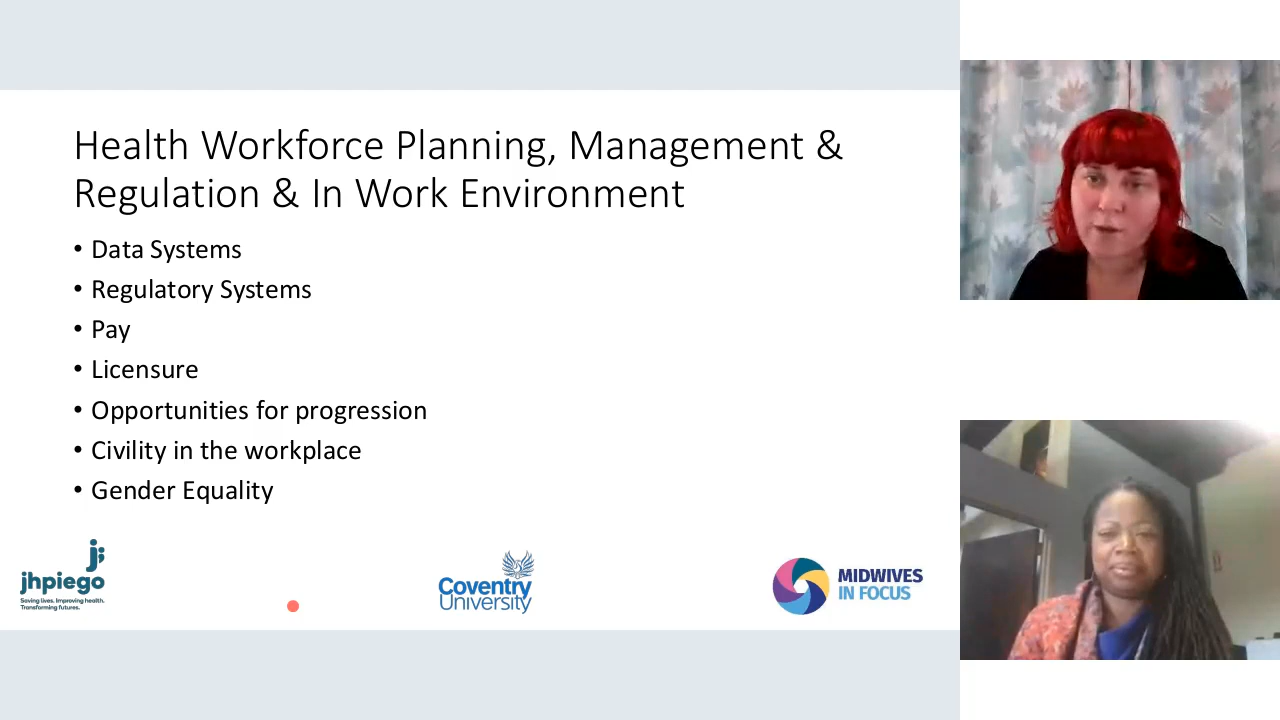 Health Workforce Planning, Management &
Regulation & In Work Environment
• Data Systems
• Regulatory Systems
• Pay
• Licensure
• Opportunities for progression
• Civility in the workplace
• Gender Equality
jhpiego
Saving lives. Improving health.
Transforming futures.
Coventry
University
MIDWIVES
IN FOCUS